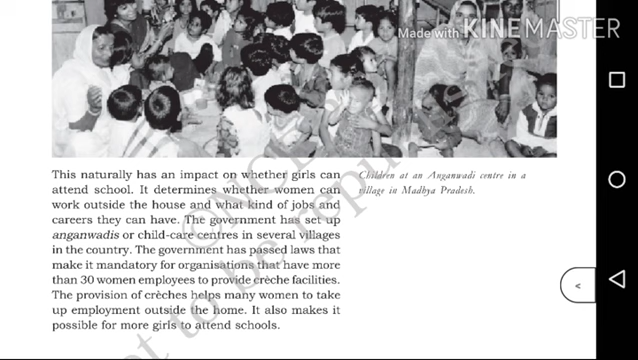 Made with KINEMASTER
This naturally has an impact on whether girls can
attend school. It determines whether women can
work outside the house and what kind of jobs and
careers they can have. The government has set up
anganwadis or child-care centres in several villages
in the country. The government has passed laws that
make it mandatory for organisations that have more
than 30 women employees to provide crèche facilities.
The provision of crèches helps many women to take
up employment outside the home. It also makes it
possible for more girls to attend schools.
Children at an Anganwadi centre in a
village in Madhya Pradesh.
©NCERT
not to be republished